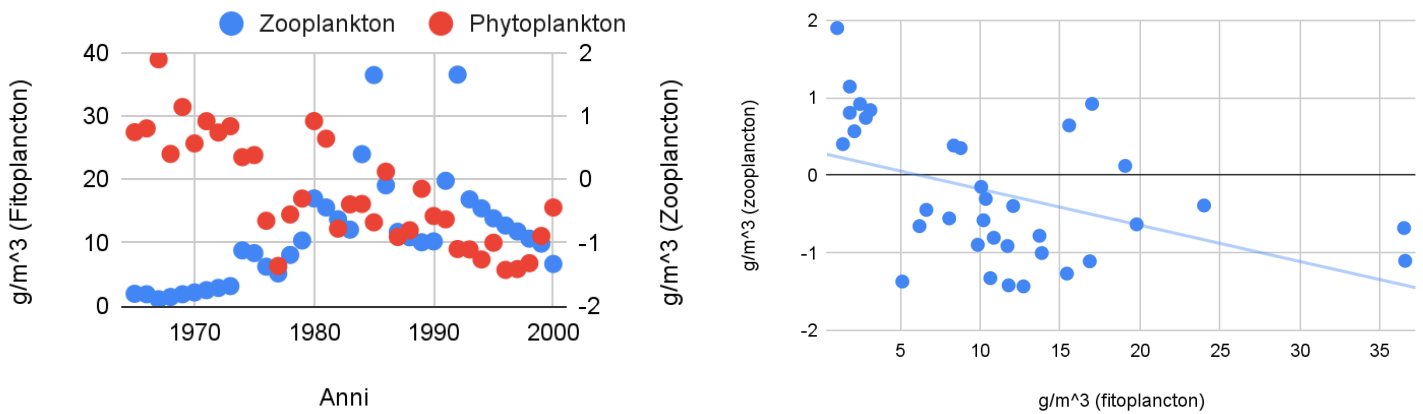 Zooplankton Phytoplankton
g/m^3 (Fitoplancton)
40
30
20
10
0
2
1
0
-1
-2
g/m^3 (Zooplancton)
1970 1980 1990 2000
Anni
g/m^3 (zooplancton)
2
1
0
-1
-2
5 10 15 20 25 30 35
g/m^3 (fitoplancton)